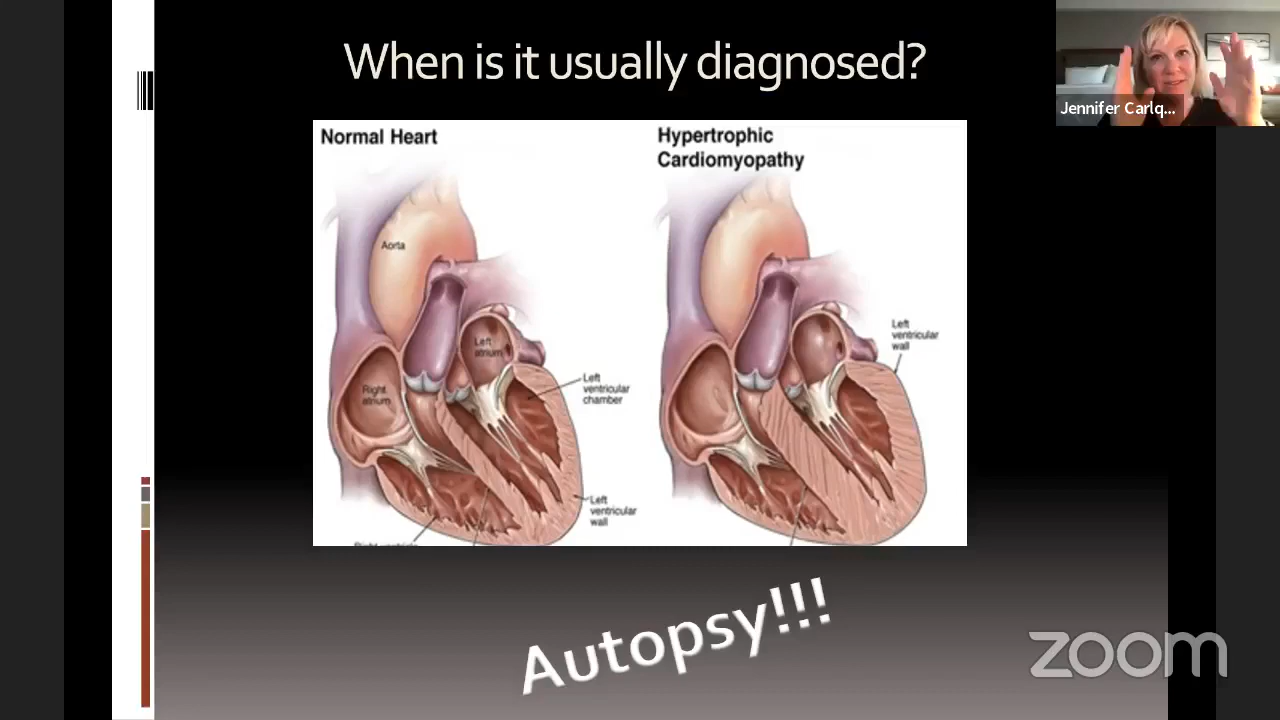 When is it usually diagnosed?
Jennifer Carlq...
Normal Heart
Hypertrophic
Cardiomyopathy
Aorta
Left
ventricular
wall
Left
atrium
Right
atrium
Left
ventricular
chamber
Left
ventricular
wall
Autopsy!!!
zoom